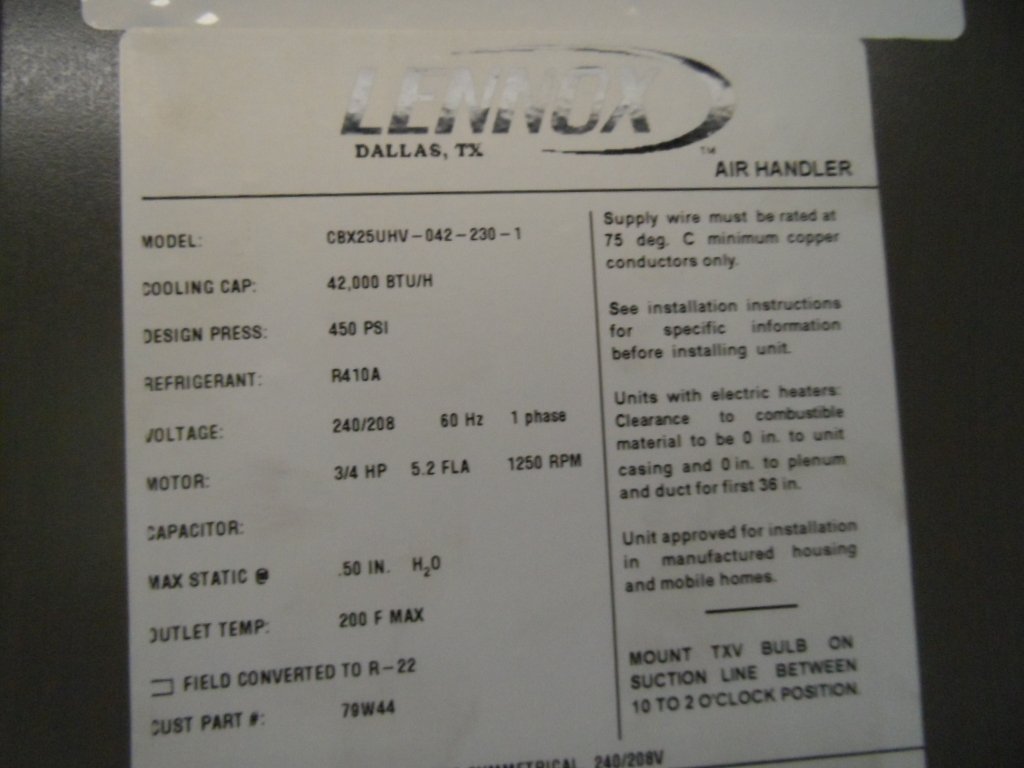 LENNOX
DALLAS, TX
TM
AIR HANDLER
MODEL: CBX25UHV-042-230-1
COOLING CAP: 42,000 BTU/H
DESIGN PRESS: 450 PSI
REFRIGERANT: R410A
VOLTAGE: 240/208 60 Hz 1 phase
MOTOR: 3/4 HP 5.2 FLA 1250 RPM
CAPACITOR:
MAX STATIC @ .50 IN. H₂O
OUTLET TEMP: 200 F MAX
FIELD CONVERTED TO R-22
CUST PART #: 79W44
Supply wire must be rated at
75 deg. C minimum copper
conductors only.
See installation instructions
for specific information
before installing unit.
Units with electric heaters:
Clearance to combustible
material to be 0 in. to unit
casing and 0 in. to plenum
and duct for first 36 in.
Unit approved for installation
in manufactured housing
and mobile homes.
MOUNT TXV BULB ON
SUCTION LINE BETWEEN
10 TO 2 O'CLOCK POSITION.
240/208V